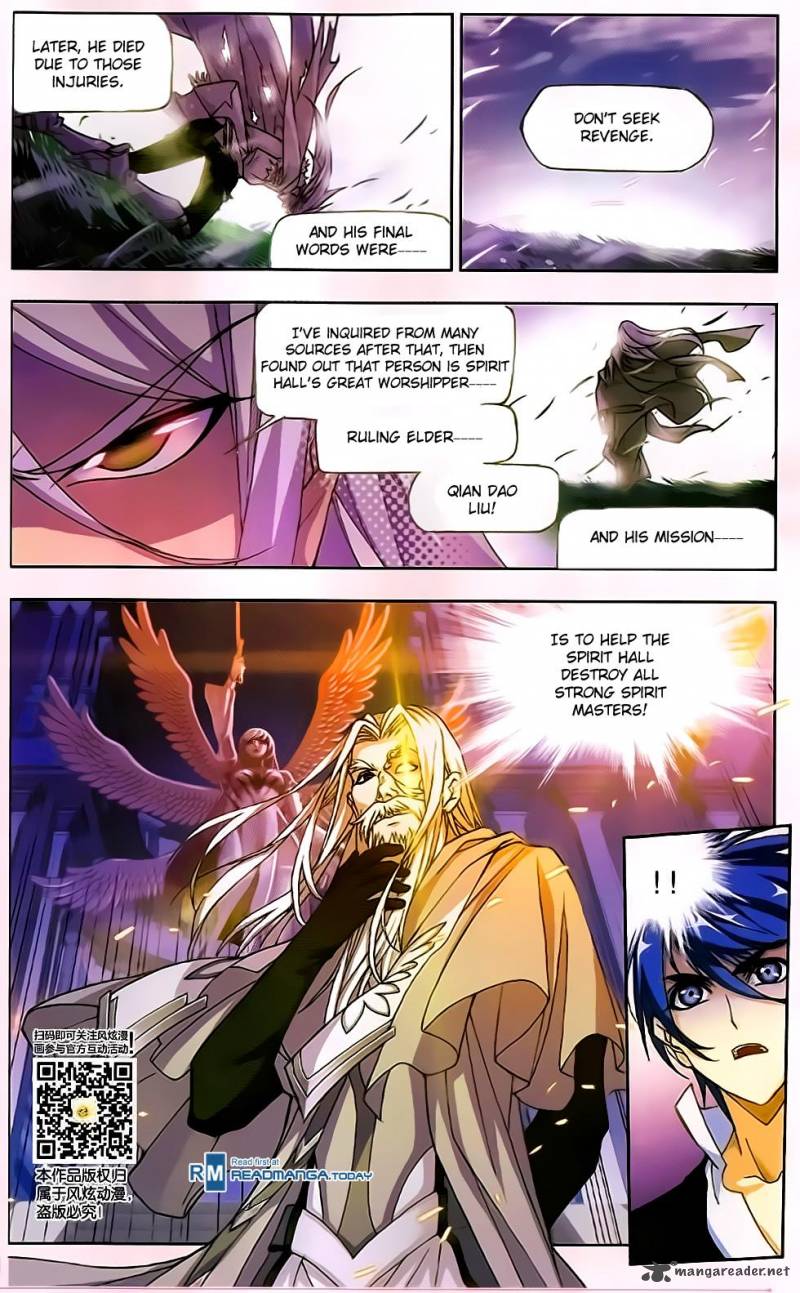 LATER, HE DIED
DUE TO THOSE
INJURIES.
AND HIS FINAL
WORDS WERE----
DON'T SEEK
REVENGE.
I'VE INQUIRED FROM MANY
SOURCES AFTER THAT, THEN
FOUND OUT THAT PERSON IS SPIRIT
HALL'S GREAT WORSHIPPER----
RULING ELDER----
QIAN DAO
LIU!
AND HIS MISSION----
IS TO HELP THE
SPIRIT HALL
DESTROY ALL
STRONG SPIRIT
MASTERS!
!!
扫码即可关注风炫漫
画参与官方互动活动!
本作品版权归
属于风炫动漫,
盗版必究!
RM
Read first at
READMANGA.TODAY
mangareader.net